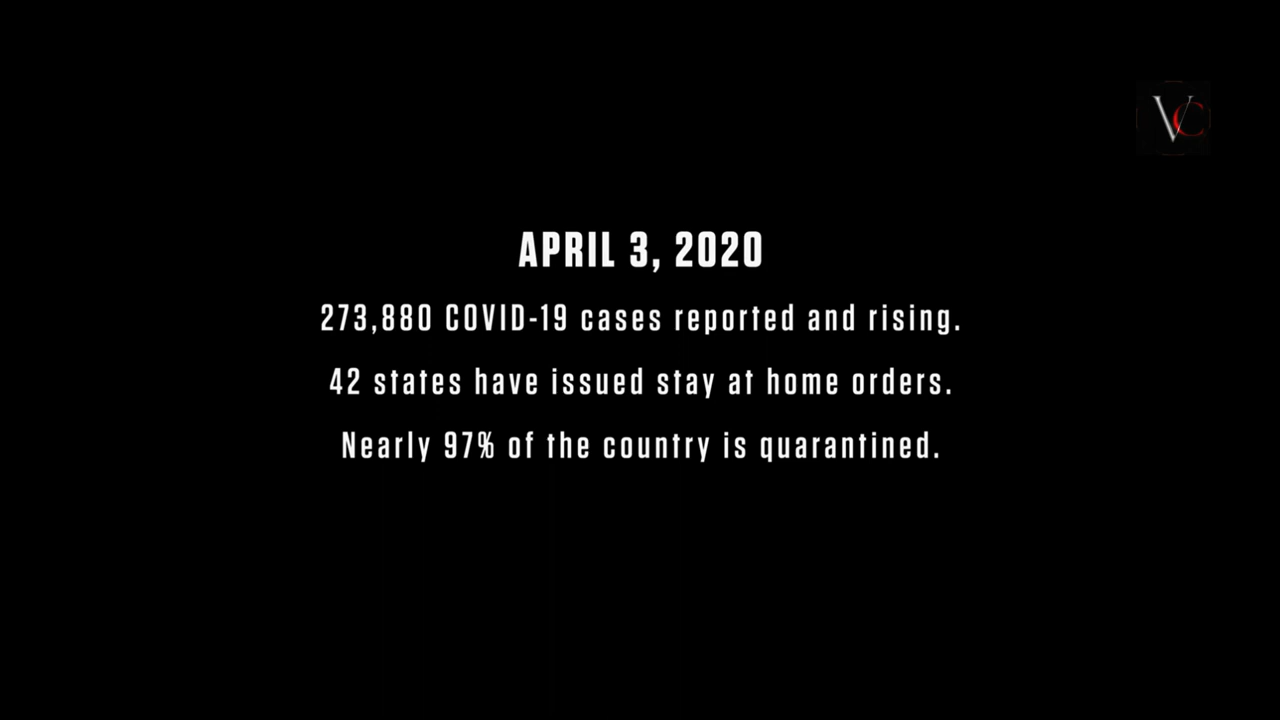 VC
APRIL 3, 2020
273,880 COVID-19 cases reported and rising.
42 states have issued stay at home orders.
Nearly 97% of the country is quarantined.